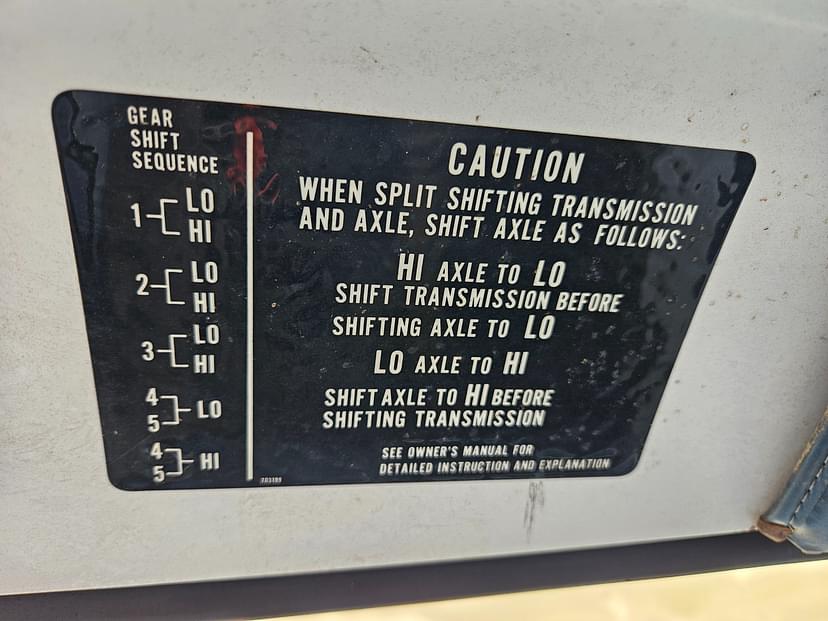 GEAR
SHIFT
SEQUENCE
1 LO
HI
2 LO
HI
3 LO
HI
4
5 LO
4
5 HI
CAUTION
WHEN SPLIT SHIFTING TRANSMISSION
AND AXLE, SHIFT AXLE AS FOLLOWS:
HI AXLE TO LO
SHIFT TRANSMISSION BEFORE
SHIFTING AXLE TO LO
LO AXLE TO HI
SHIFT AXLE TO HI BEFORE
SHIFTING TRANSMISSION
SEE OWNER'S MANUAL FOR
DETAILED INSTRUCTION AND EXPLANATION